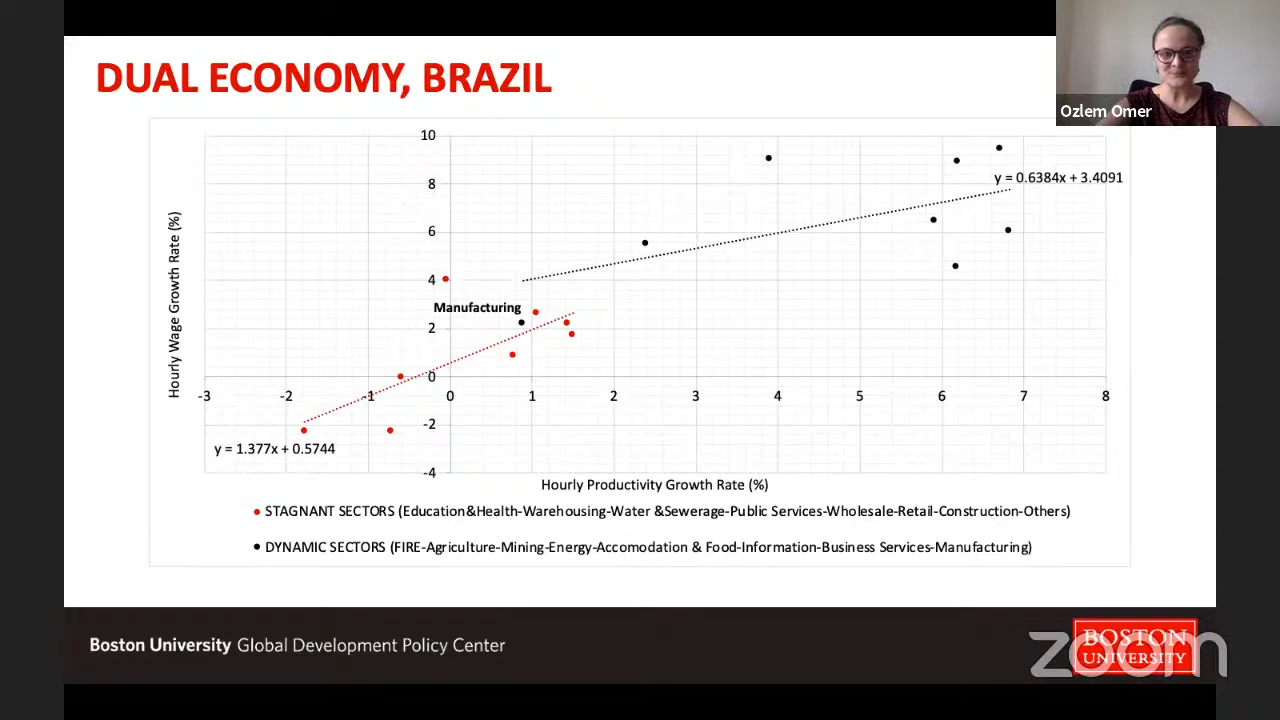 DUAL ECONOMY, BRAZIL
Ozlem Omer
10
8
6
4
2
0
-2
-4
-3
-2
-1
0
1
2
3
4
5
6
7
8
y = 0.6384x + 3.4091
Manufacturing
y = 1.377x + 0.5744
Hourly Wage Growth Rate (%)
Hourly Productivity Growth Rate (%)
STAGNANT SECTORS (Education&Health-Warehousing-Water &Sewerage-Public Services-Wholesale-Retail-Construction-Others)
DYNAMIC SECTORS (FIRE-Agriculture-Mining-Energy-Accomodation & Food-Information-Business Services-Manufacturing)
Boston University Global Development Policy Center
BOSTON
UNIVERSITY
zoom